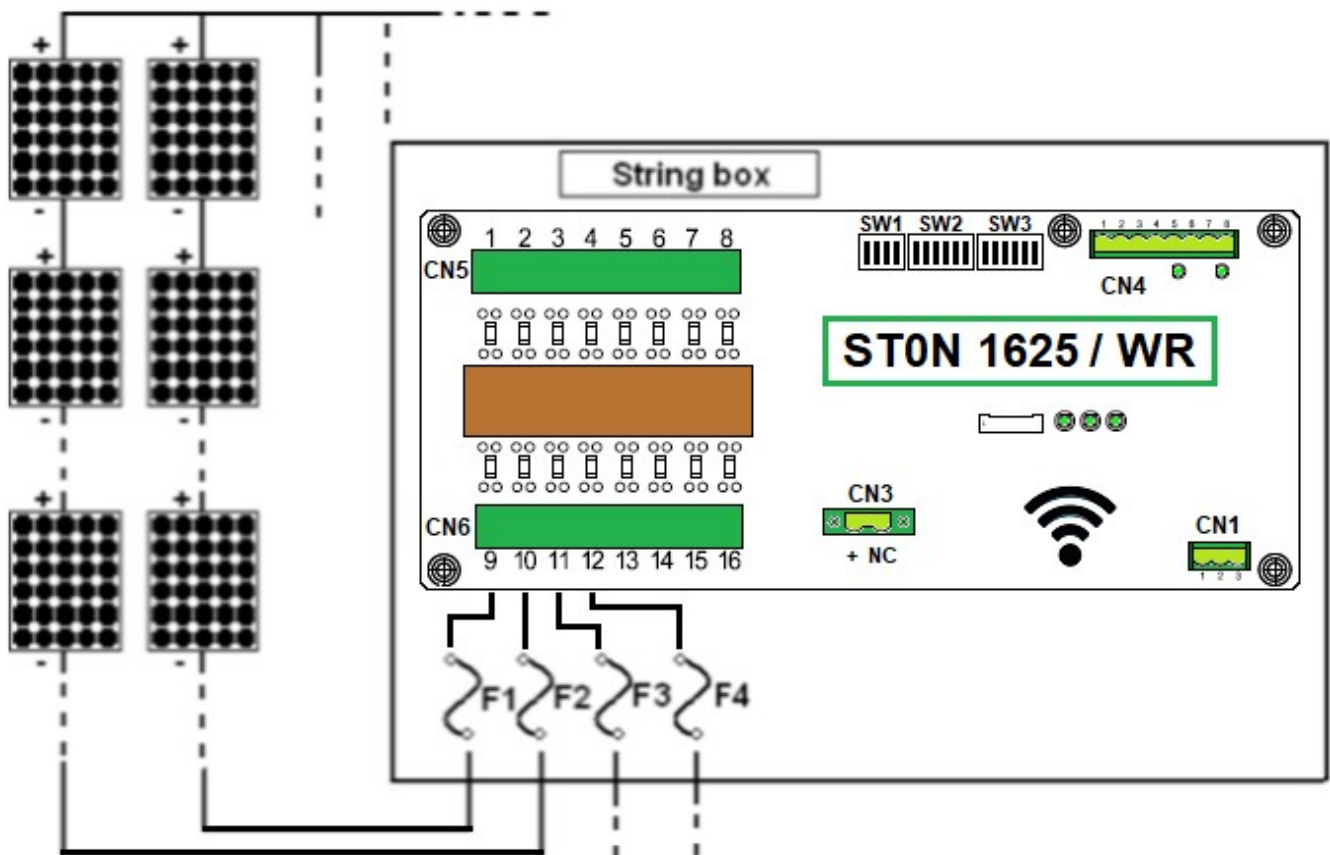 + +
- -
String box
SW1 SW2 SW3
1 2 3 4 5 6 7 8
1 2 3 4 5 6 7 8
CN5
CN4
+ +
ST0N 1625 / WR
- -
CN3
+ +
CN6
CN1
+ NC
9 10 11 12 13 14 15 16
1 2 3
- -
F1 F2 F3 F4